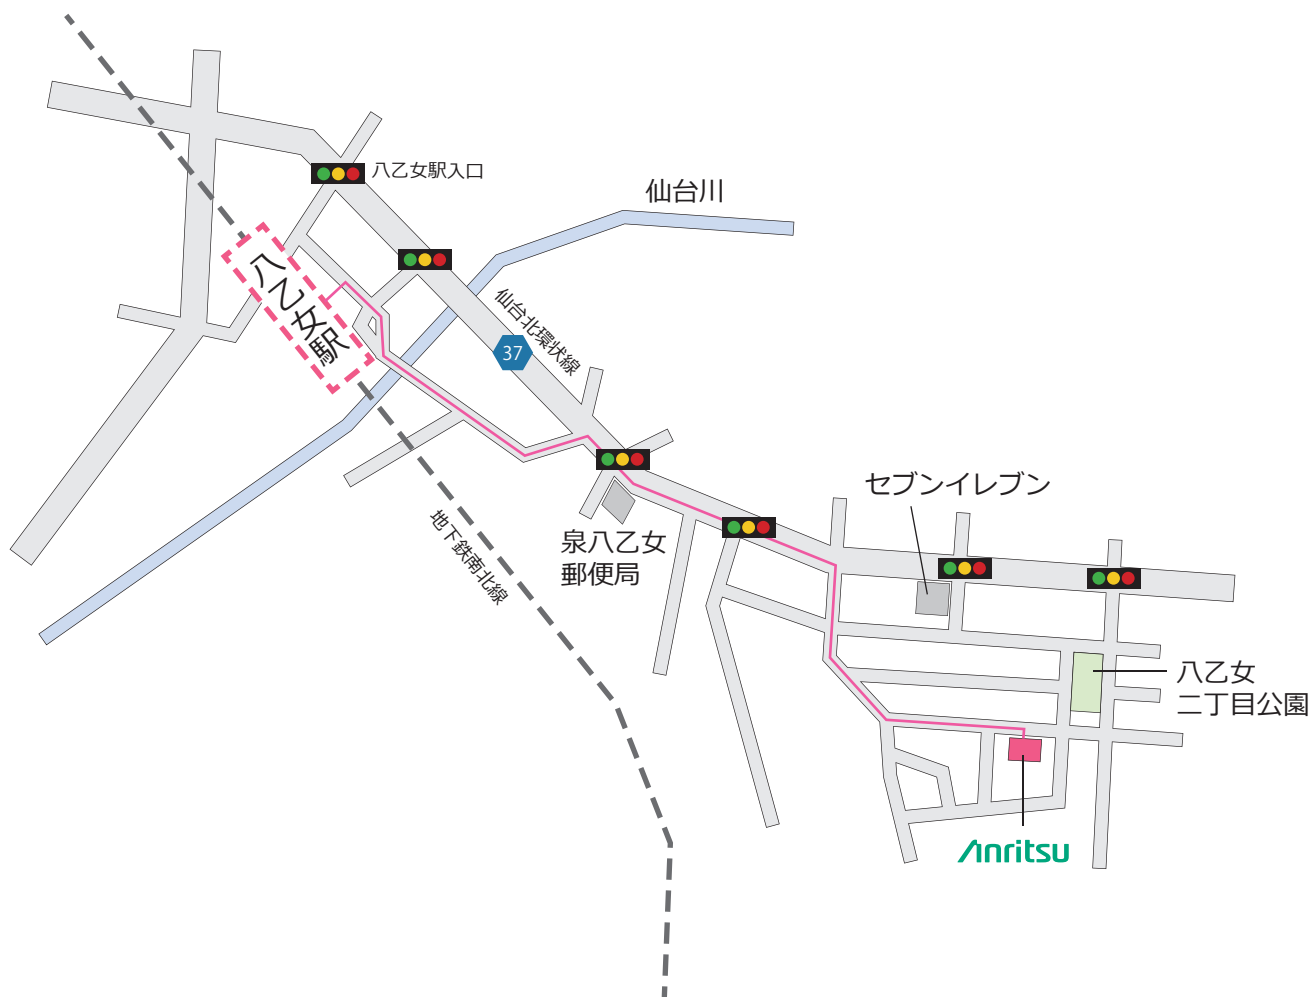 八乙女駅入口
仙台川
八乙女駅
仙台北環状線
37
セブンイレブン
泉八乙女
郵便局
地下鉄南北線
八乙女
二丁目公園
Anritsu